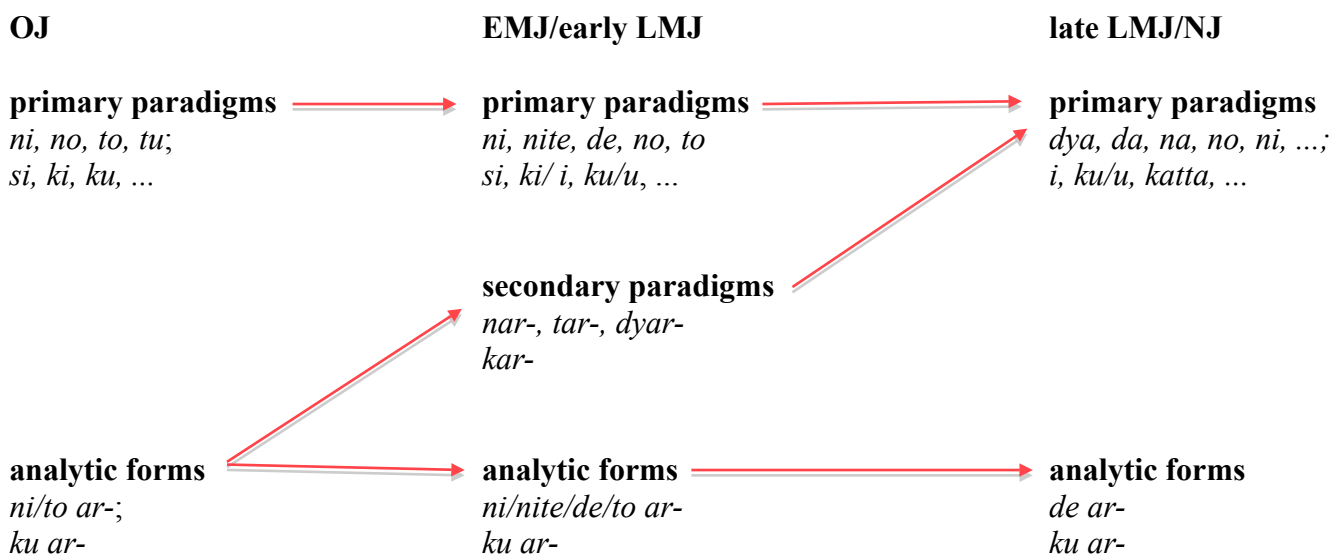 OJ EMJ/early LMJ late LMJ/NJ
primary paradigms primary paradigms primary paradigms
ni, no, to, tu; ni, nite, de, no, to dya, da, na, no, ni, ...;
si, ki, ku, ... si, ki/ i, ku/u, ... i, ku/u, katta, ...
secondary paradigms
nar-, tar-, dyar-
kar-
analytic forms analytic forms analytic forms
ni/to ar-; ni/nite/de/to ar- de ar-
ku ar- ku ar- ku ar-